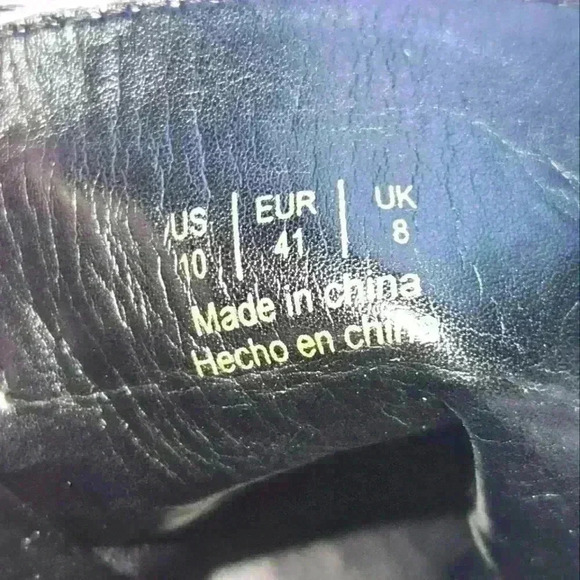 US | EUR | UK
10 | 41 | 8
Made in china
Hecho en china